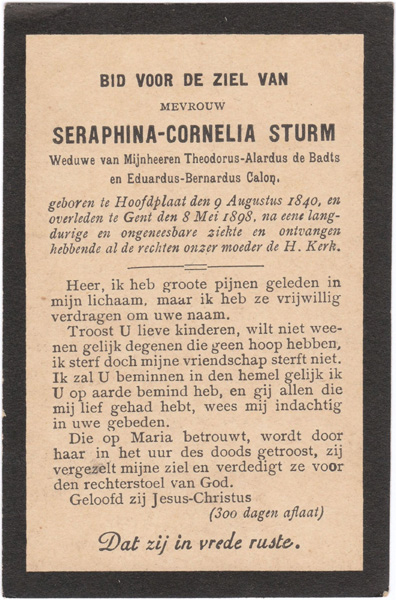 BID VOOR DE ZIEL VAN
MEVROUW
SERAPHINA-CORNELIA STURM
Weduwe van Mijnheeren Theodorus-Alardus de Badts
en Eduardus-Bernardus Calon.
geboren te Hoofdplaat den 9 Augustus 1840, en
overleden te Gent den 8 Mei 1898, na eene lang-
durige en ongeneesbare ziekte en ontvangen
hebbende al de rechten onzer moeder de H. Kerk.
Heer, ik heb groote pijnen geleden in
mijn lichaam, maar ik heb ze vrijwillig
verdragen om uwe naam.
Troost U lieve kinderen, wilt niet wee-
nen gelijk degenen die geen hoop hebben,
ik sterf doch mijne vriendschap sterft niet.
Ik zal U beminnen in den hemel gelijk ik
U op aarde bemind heb, en gij allen die
mij lief gehad hebt, wees mij indachtig
in uwe gebeden.
Die op Maria betrouwt, wordt door
haar in het uur des doods getroost, zij
vergezelt mijne ziel en verdedigt ze voor
den rechterstoel van God.
Geloofd zij Jesus-Christus
(300 dagen aflaat)
Dat zij in vrede ruste.